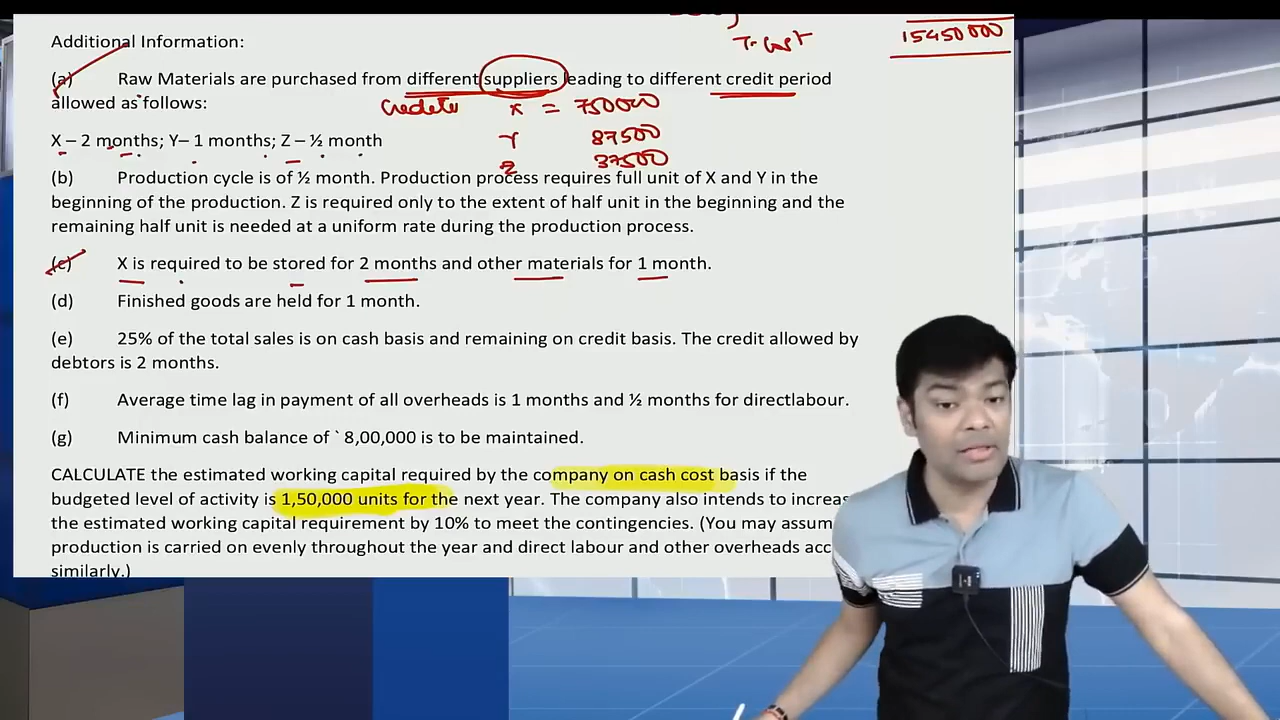 T. Cost
15450000
Additional Information:
(a) Raw Materials are purchased from different suppliers leading to different credit period
allowed as follows:
X = 750000
Y 87500
Z 37500
X – 2 months; Y– 1 months; Z – ½ month
(b) Production cycle is of ½ month. Production process requires full unit of X and Y in the
beginning of the production. Z is required only to the extent of half unit in the beginning and the
remaining half unit is needed at a uniform rate during the production process.
(c) X is required to be stored for 2 months and other materials for 1 month.
(d) Finished goods are held for 1 month.
(e) 25% of the total sales is on cash basis and remaining on credit basis. The credit allowed by
debtors is 2 months.
(f) Average time lag in payment of all overheads is 1 months and ½ months for directlabour.
(g) Minimum cash balance of ` 8,00,000 is to be maintained.
CALCULATE the estimated working capital required by the company on cash cost basis if the
budgeted level of activity is 1,50,000 units for the next year. The company also intends to increas
the estimated working capital requirement by 10% to meet the contingencies. (You may assum
production is carried on evenly throughout the year and direct labour and other overheads acc
similarly.)